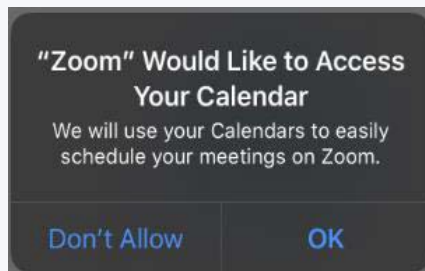 “Zoom” Would Like to Access
Your Calendar
We will use your Calendars to easily
schedule your meetings on Zoom.
Don’t Allow
OK